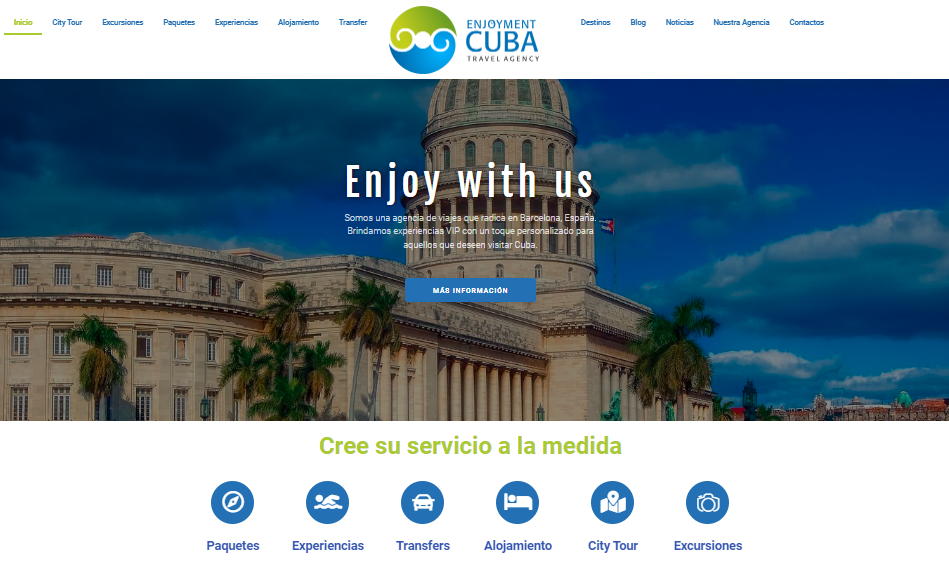 Inicio City Tour Excursiones Paquetes Experiencias Alojamiento Transfer
ENJOYMENT
CUBA
TRAVEL AGENCY
Destinos Blog Noticias Nuestra Agencia City Contactos
Enjoy with us
Somos una agencia de viajes que radica en Barcelona, España.
Brindamos experiencias VIP con un toque personalizado para
aquellos que deseen visitar Cuba.
MÁS INFORMACIÓN
Cree su servicio a la medida
Paquetes Experiencias Transfers Alojamiento City Tour Excursiones